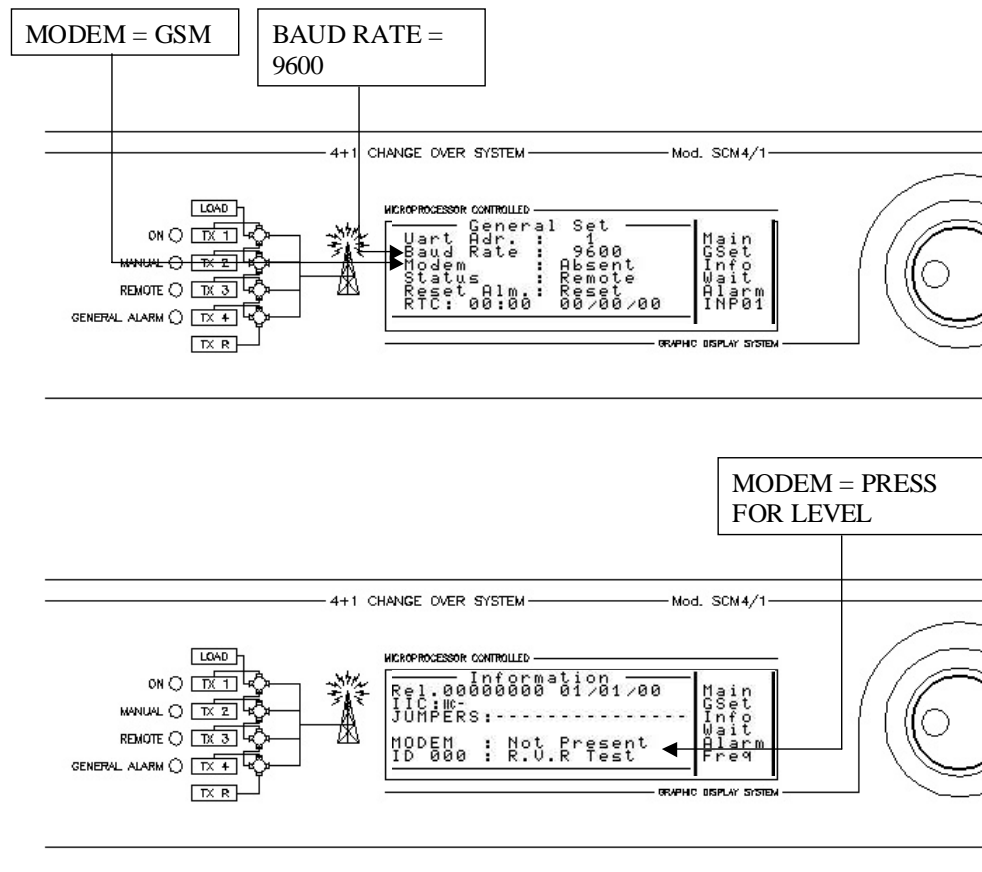 MODEM = GSM
BAUD RATE =
9600
4+1 CHANGE OVER SYSTEM
Mod. SCM4/1
LOAD
ON
TX 1
MANUAL
TX 2
REMOTE
TX 3
GENERAL ALARM
TX 4
TX R
MICROPROCESSOR CONTROLLED
General Set
Uart Adr. : 1
Baud Rate : 9600
Modem : Absent
Status : Remote
Reset Alm.: Reset
RTC: 00:00 00/00/00
Main
GSet
Info
Wait
Alarm
INP01
GRAPHIC DISPLAY SYSTEM
MODEM = PRESS
FOR LEVEL
4+1 CHANGE OVER SYSTEM
Mod. SCM4/1
LOAD
ON
TX 1
MANUAL
TX 2
REMOTE
TX 3
GENERAL ALARM
TX 4
TX R
MICROPROCESSOR CONTROLLED
Information
Rel.00000000 01/01/00
IIC:
JUMPERS:---------------
MODEM : Not Present
ID 000 : R.V.R Test
Main
GSet
Info
Wait
Alarm
Freq
GRAPHIC DISPLAY SYSTEM